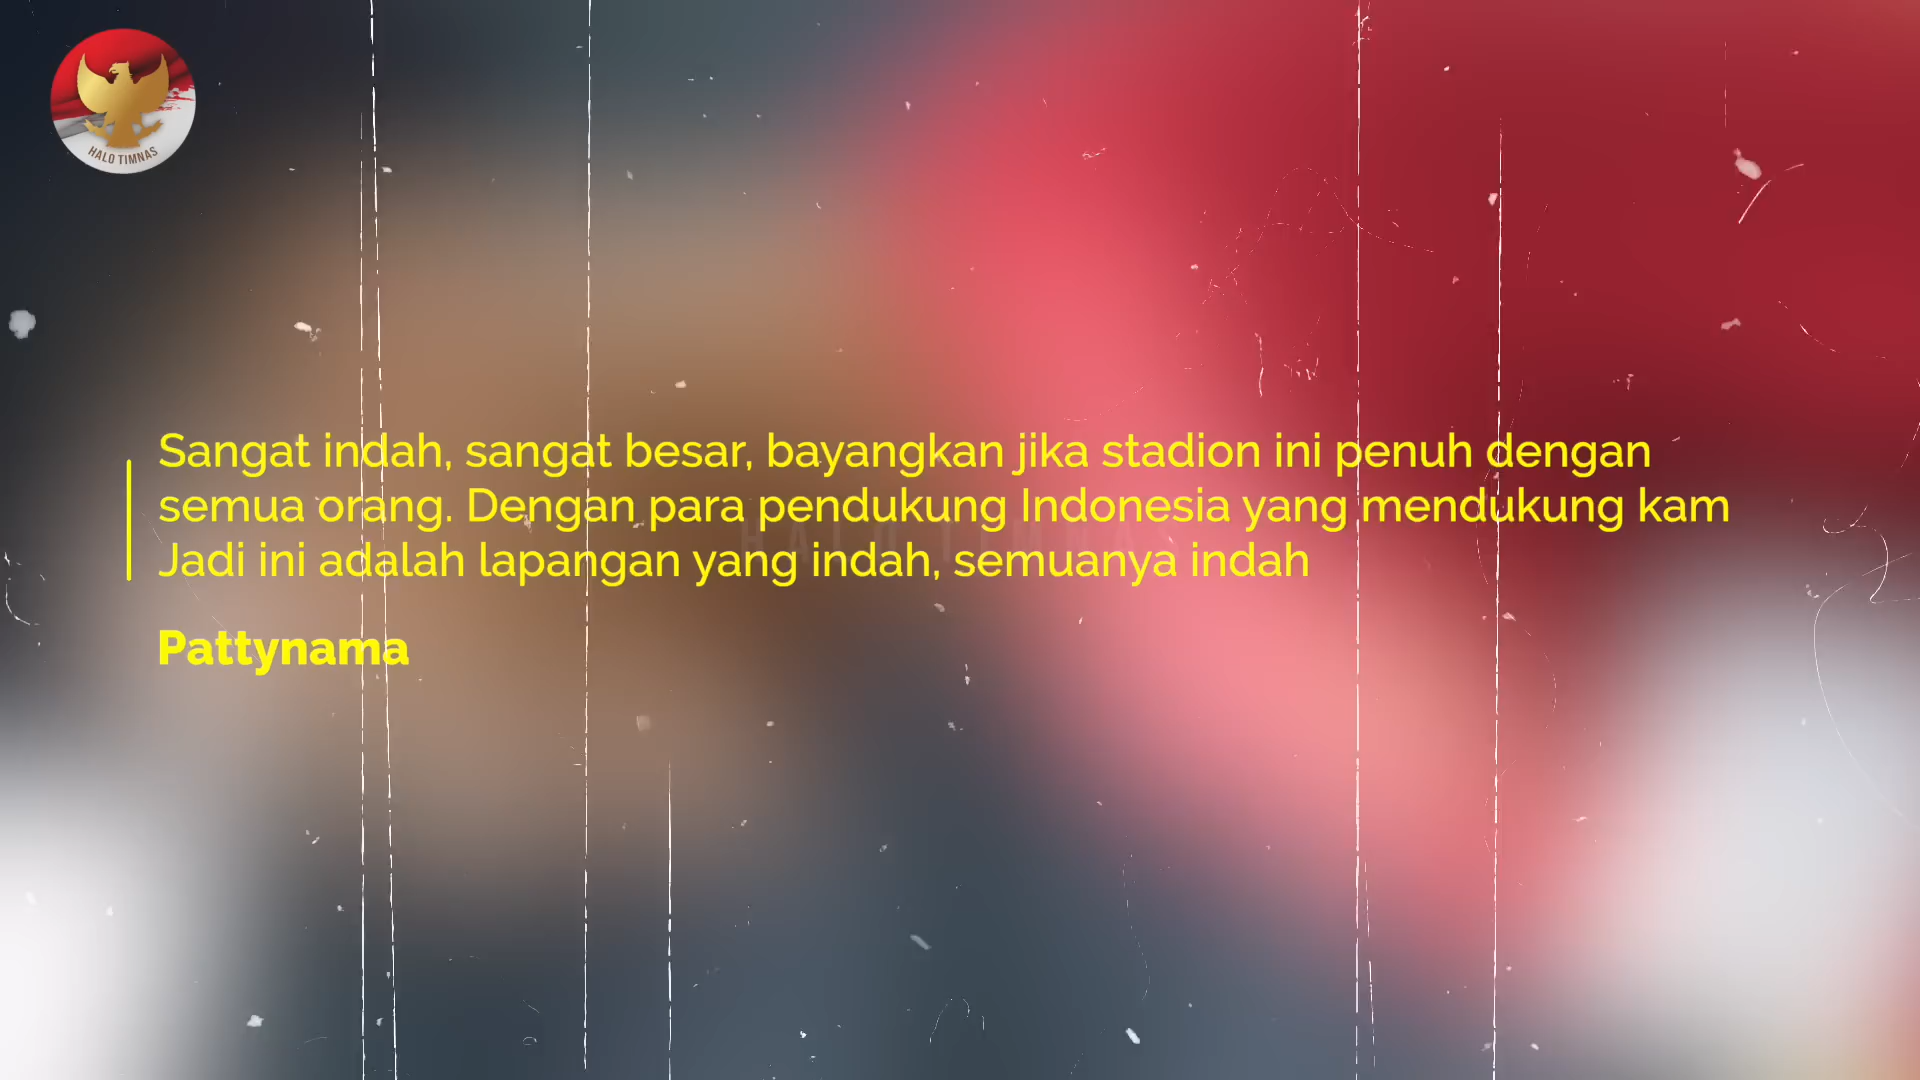 HALO TIMNAS
Sangat indah, sangat besar, bayangkan jika stadion ini penuh dengan
semua orang. Dengan para pendukung Indonesia yang mendukung kam
Jadi ini adalah lapangan yang indah, semuanya indah
Pattynama